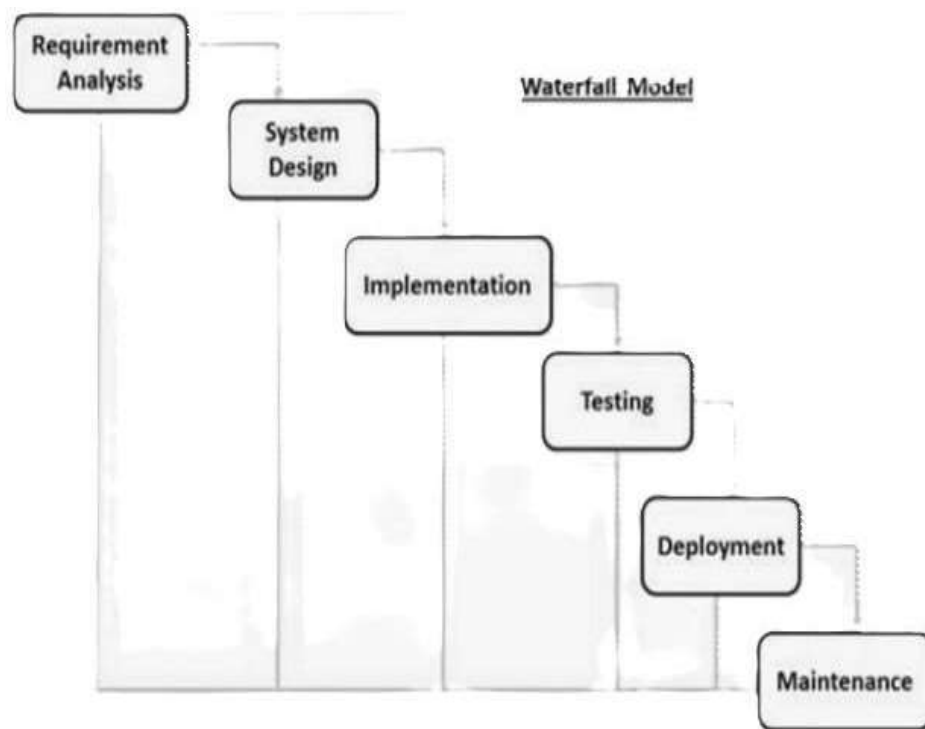 Requirement
Analysis
Waterfall Model
System
Design
Implementation
Testing
Deployment
Maintenance